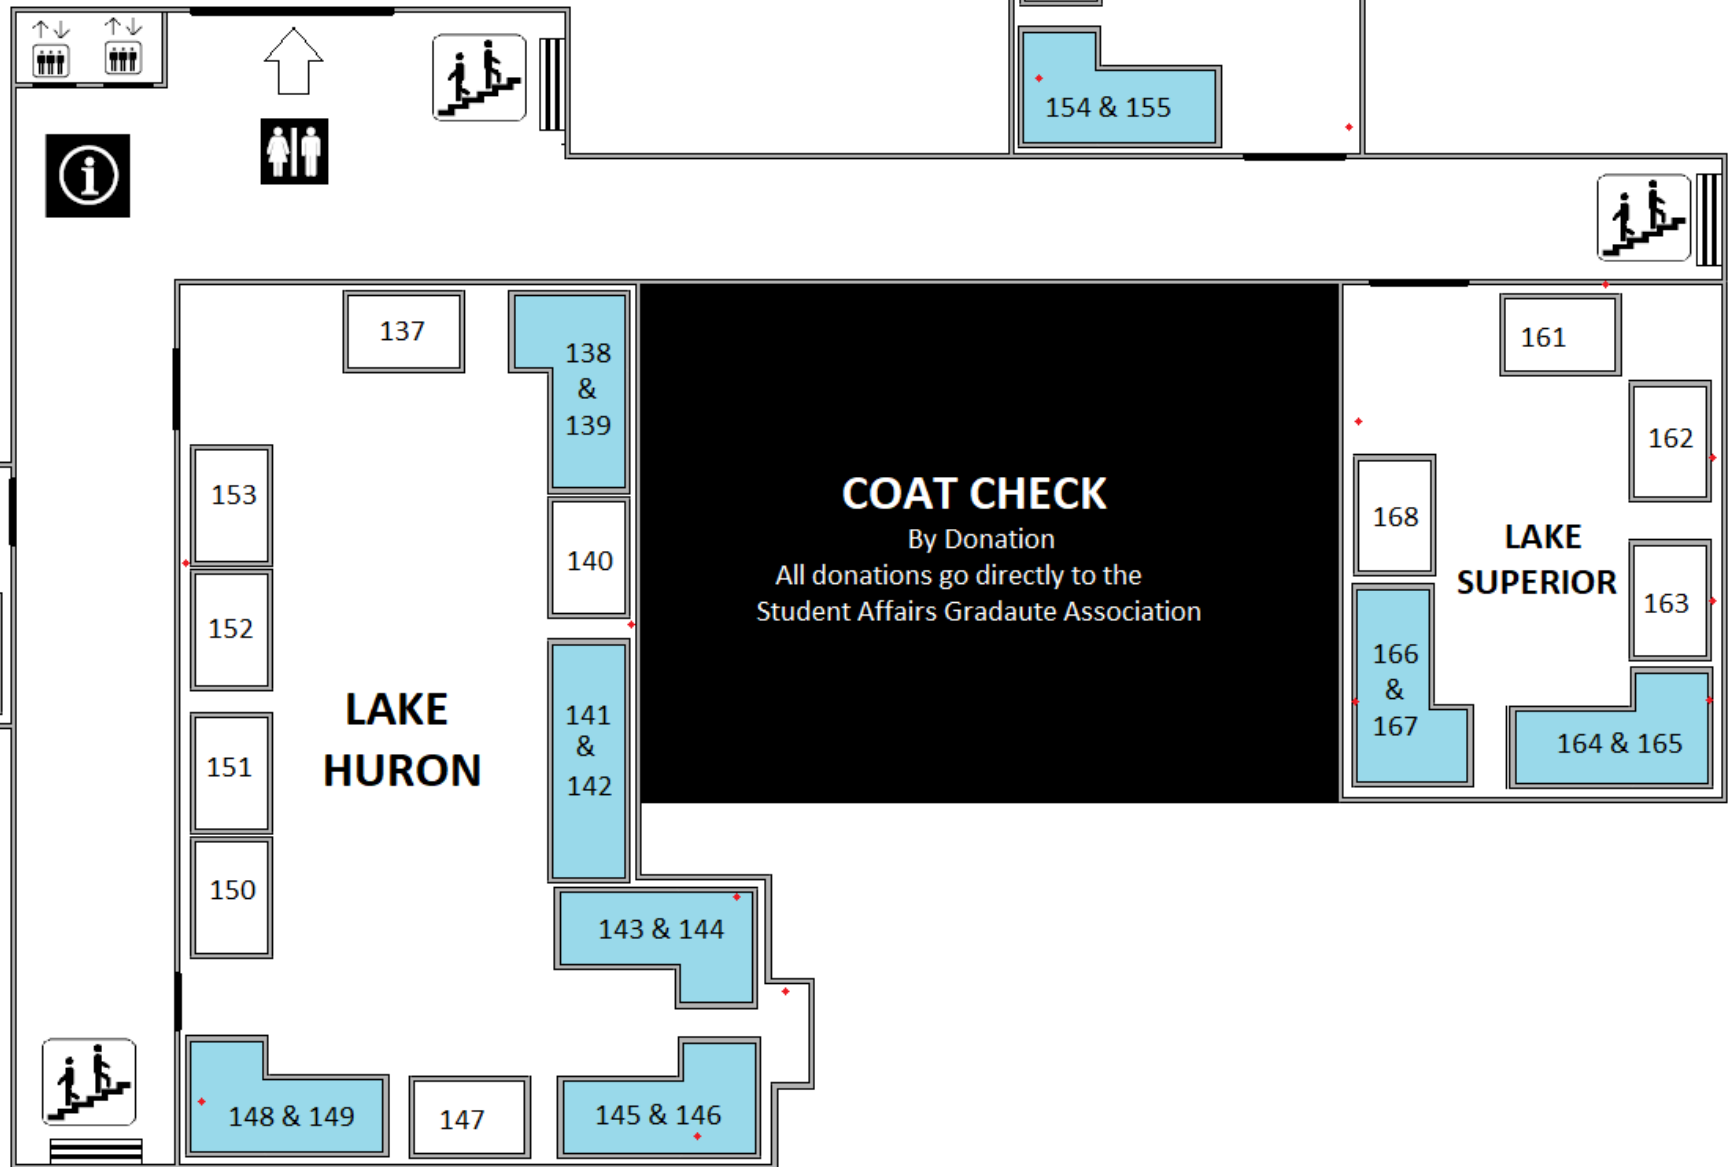 154 & 155
137
138
&
139
161
162
153
140
168
163
152
COAT CHECK
By Donation
All donations go directly to the
Student Affairs Gradaute Association
LAKE
SUPERIOR
LAKE
HURON
151
141
&
142
166
&
167
164 & 165
150
143 & 144
148 & 149
147
145 & 146